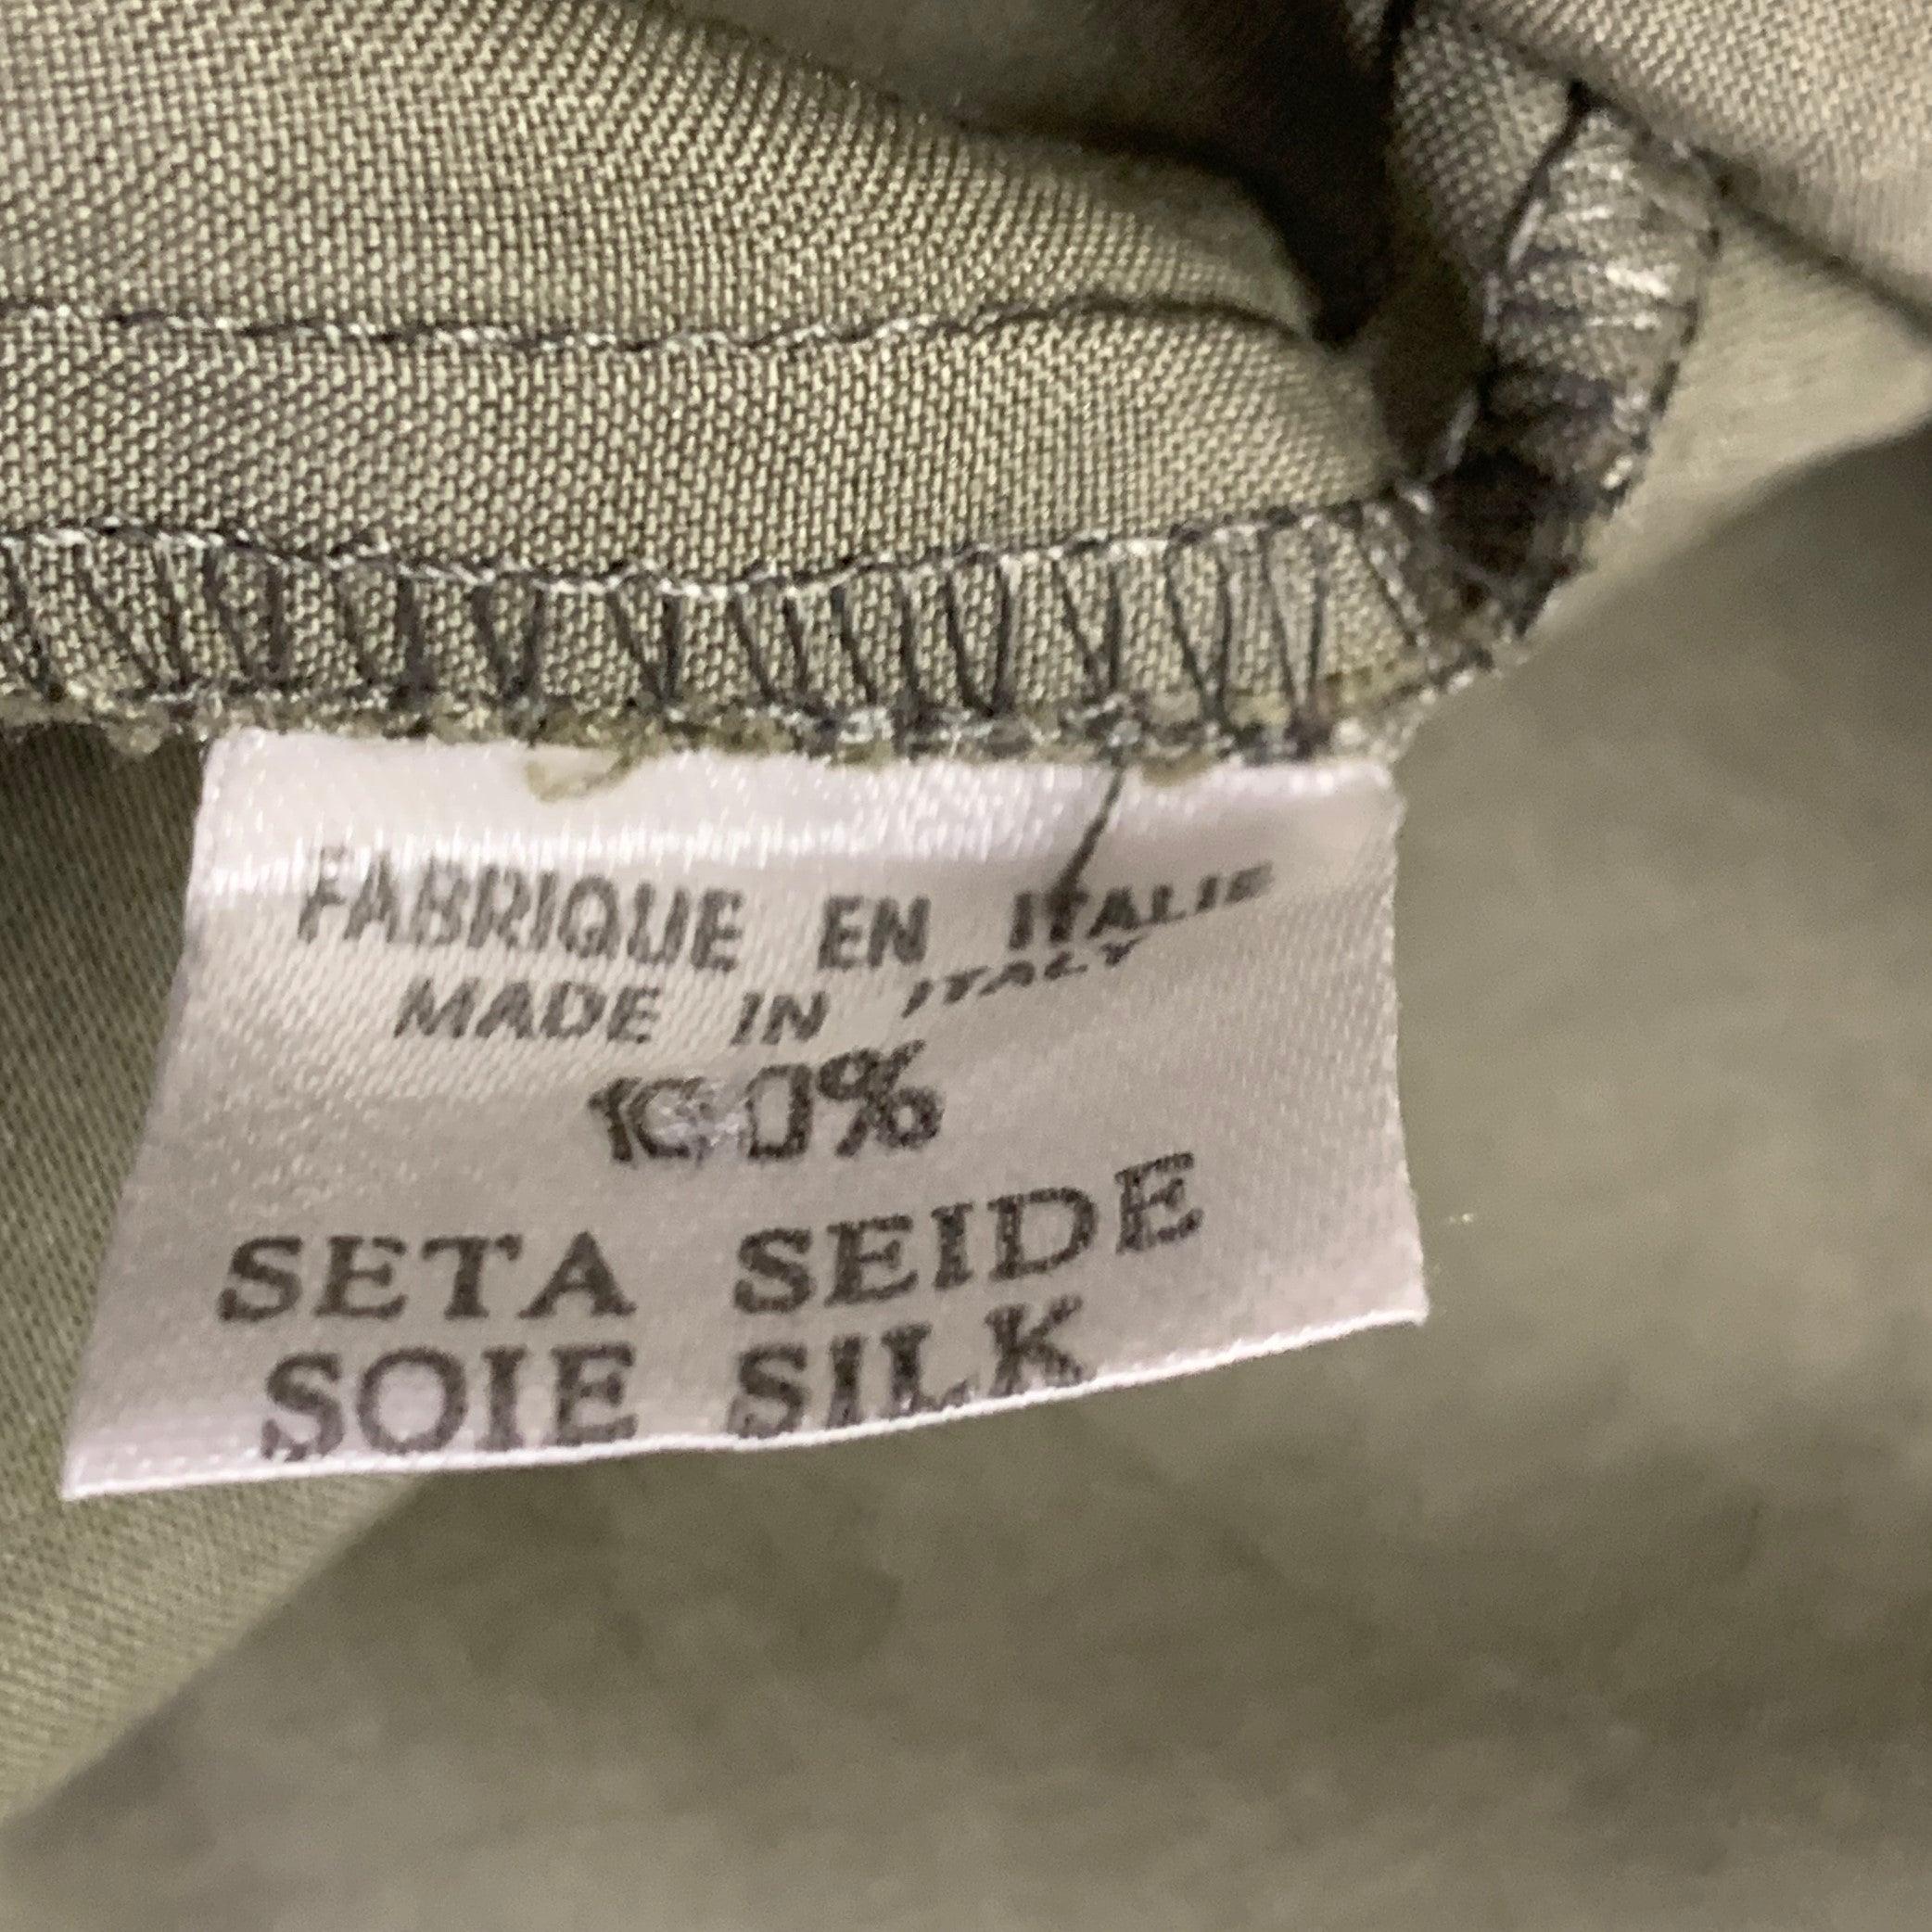 FABRIQUE EN ITALIE
MADE IN ITALY
100%
SETA SEIDE
SOIE SILK